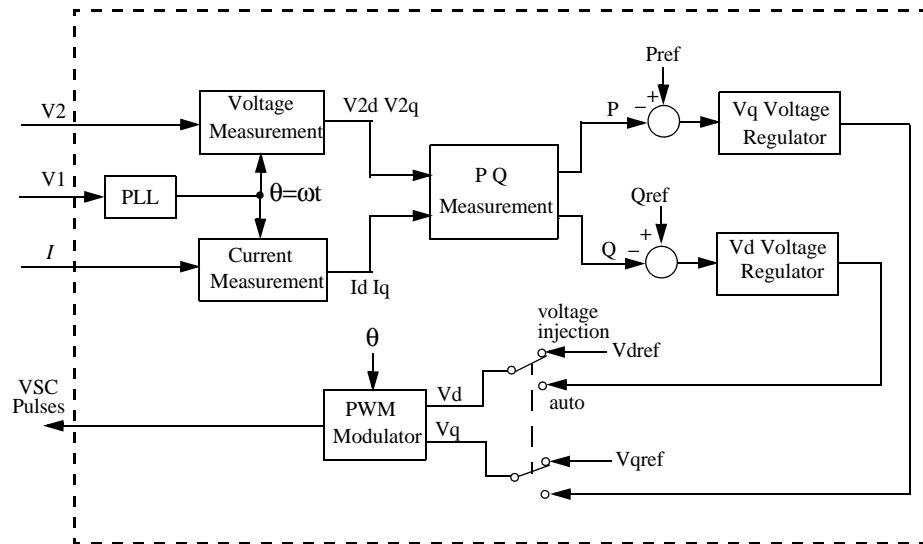 Pref
V2
Voltage
Measurement
V2d V2q
P
−
+
Vq Voltage
Regulator
V1
PLL
θ=ωt
P Q
Measurement
Qref
I
Current
Measurement
Id Iq
Q
−
+
Vd Voltage
Regulator
voltage
injection
Vdref
θ
VSC
Pulses
PWM
Modulator
Vd
auto
Vq
Vqref